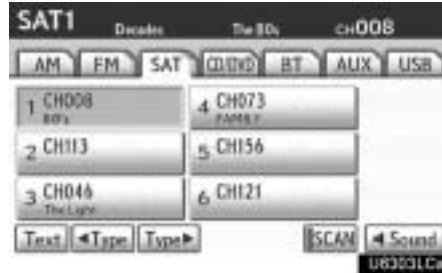 SAT1 Decades The 80s CH008
AM FM SAT CD/DVD BT AUX USB
1 CH008 4 CH073
80's FAMILY
2 CH113 5 CH156
3 CH046 6 CH121
The Light
Text ◄Type Type► SCAN ◄ Sound